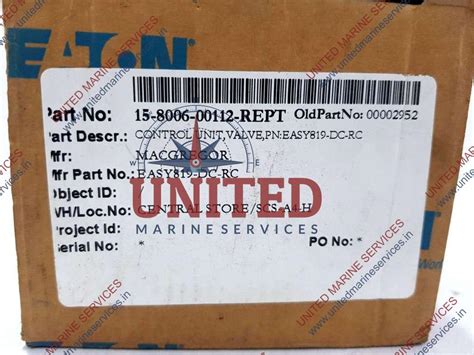 EATON
Part No: 15-8006-00112-REPT OldPartNo: 00002952
Part Descr.: CONTROL UNIT,VALVE,PN:EASY819-DC-RC
Mfr: MACGREGOR
Mfr Part No.: EASY819-DC-RC
Object ID:
WH/Loc.No: CENTRAL STORE /SCS-A4-H
Project Id: *
Serial No: * PO No: *
UNITED
MARINE SERVICES
UNITED MARINE SERVICES
www.unitedmarineservices.in